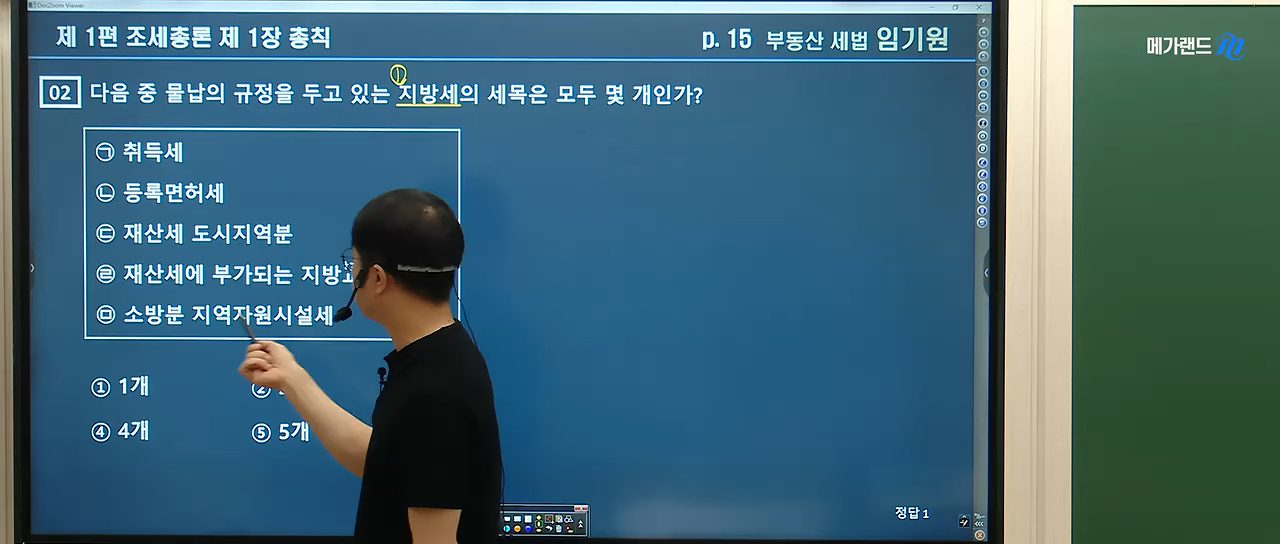 DocZoom Viewer
제 1편 조세총론 제 1장 총칙
p. 15 부동산 세법 임기원
메가랜드
①
02 다음 중 물납의 규정을 두고 있는 지방세의 세목은 모두 몇 개인가?
㉠ 취득세
㉡ 등록면허세
㉢ 재산세 도시지역분
㉣ 재산세에 부가되는
㉤ 소방분 지역자원시설세
① 1개
②
④ 4개
⑤ 5개
정답 1